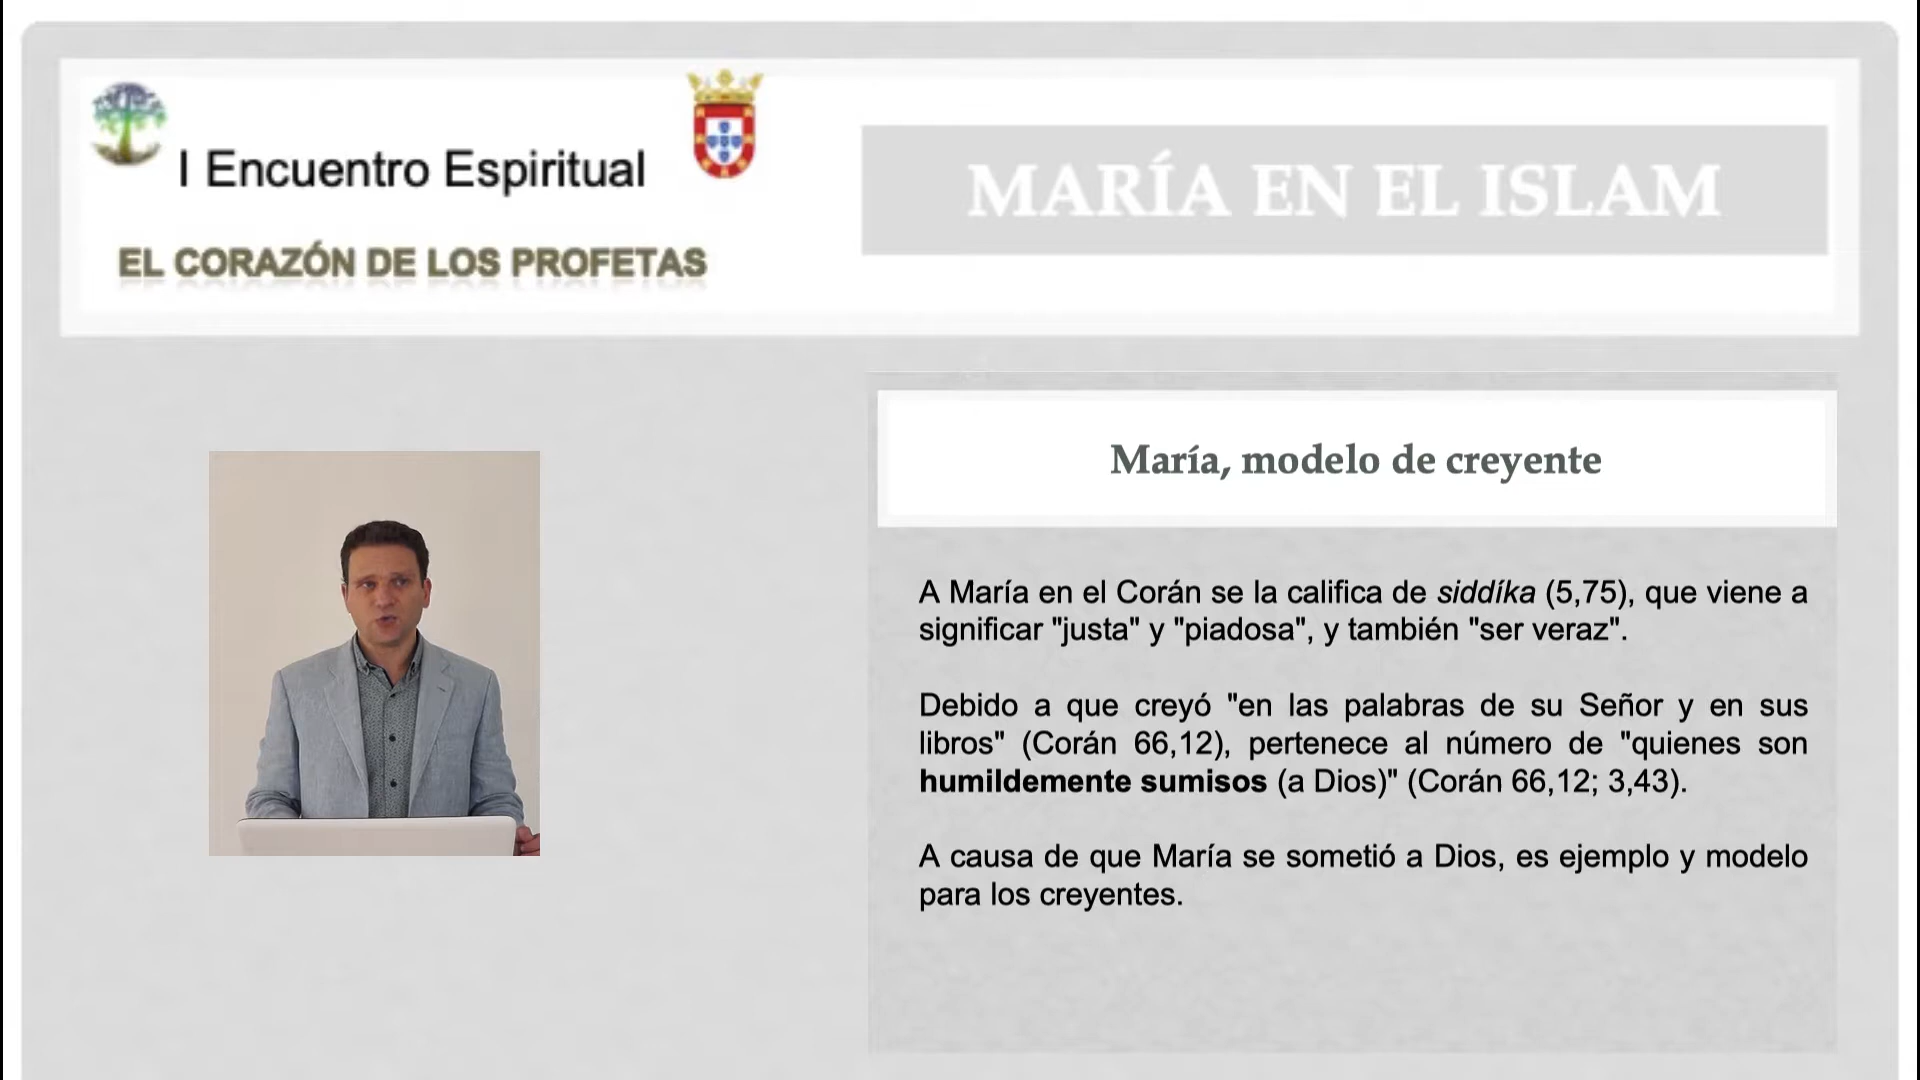 I Encuentro Espiritual
EL CORAZÓN DE LOS PROFETAS
MARÍA EN EL ISLAM
María, modelo de creyente
A María en el Corán se la califica de siddíka (5,75), que viene a
significar "justa" y "piadosa", y también "ser veraz".
Debido a que creyó "en las palabras de su Señor y en sus
libros" (Corán 66,12), pertenece al número de "quienes son
humildemente sumisos (a Dios)" (Corán 66,12; 3,43).
A causa de que María se sometió a Dios, es ejemplo y modelo
para los creyentes.